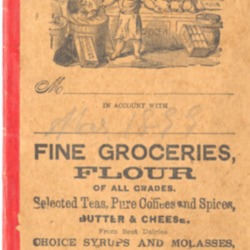 M
IN ACCOUNT WITH
FINE GROCERIES,
FLOUR
OF ALL GRADES.
Selected Teas, Pure Coffees and Spices,
BUTTER & CHEESE.
From Best Dairies
CHOICE SYRUPS AND MOLASSES,